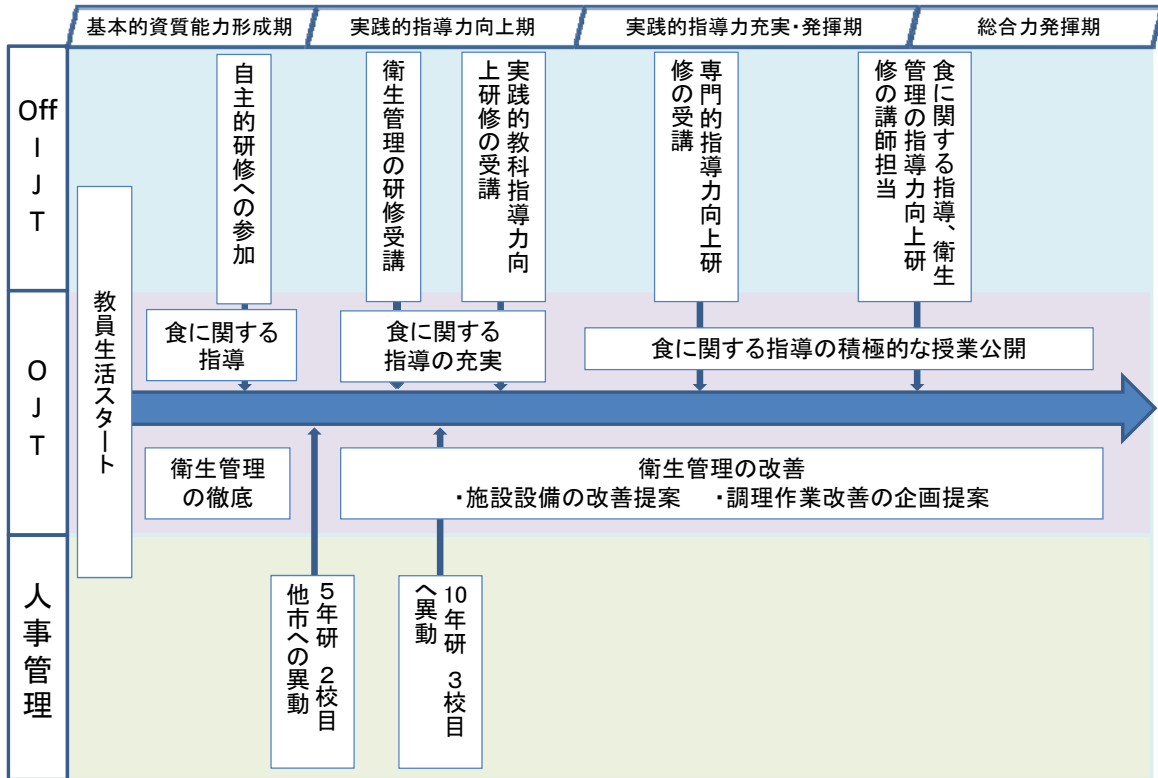 基本的資質能力形成期
実践的指導力向上期
実践的指導力充実・発揮期
総合力発揮期
Off
ー
J
T
自主的研修への参加
衛生管理の研修受講
実践的教科指導力向
上研修の受講
専門的指導力向上研
修の受講
食に関する指導、衛生
管理の指導力向上研
修の講師担当
教員生活スタート
O
J
T
食に関する
指導
食に関する
指導の充実
食に関する指導の積極的な授業公開
衛生管理
の徹底
衛生管理の改善
・施設設備の改善提案　・調理作業改善の企画提案
人事管理
5年研　2校目
他市への異動
10年研　3校目
へ異動